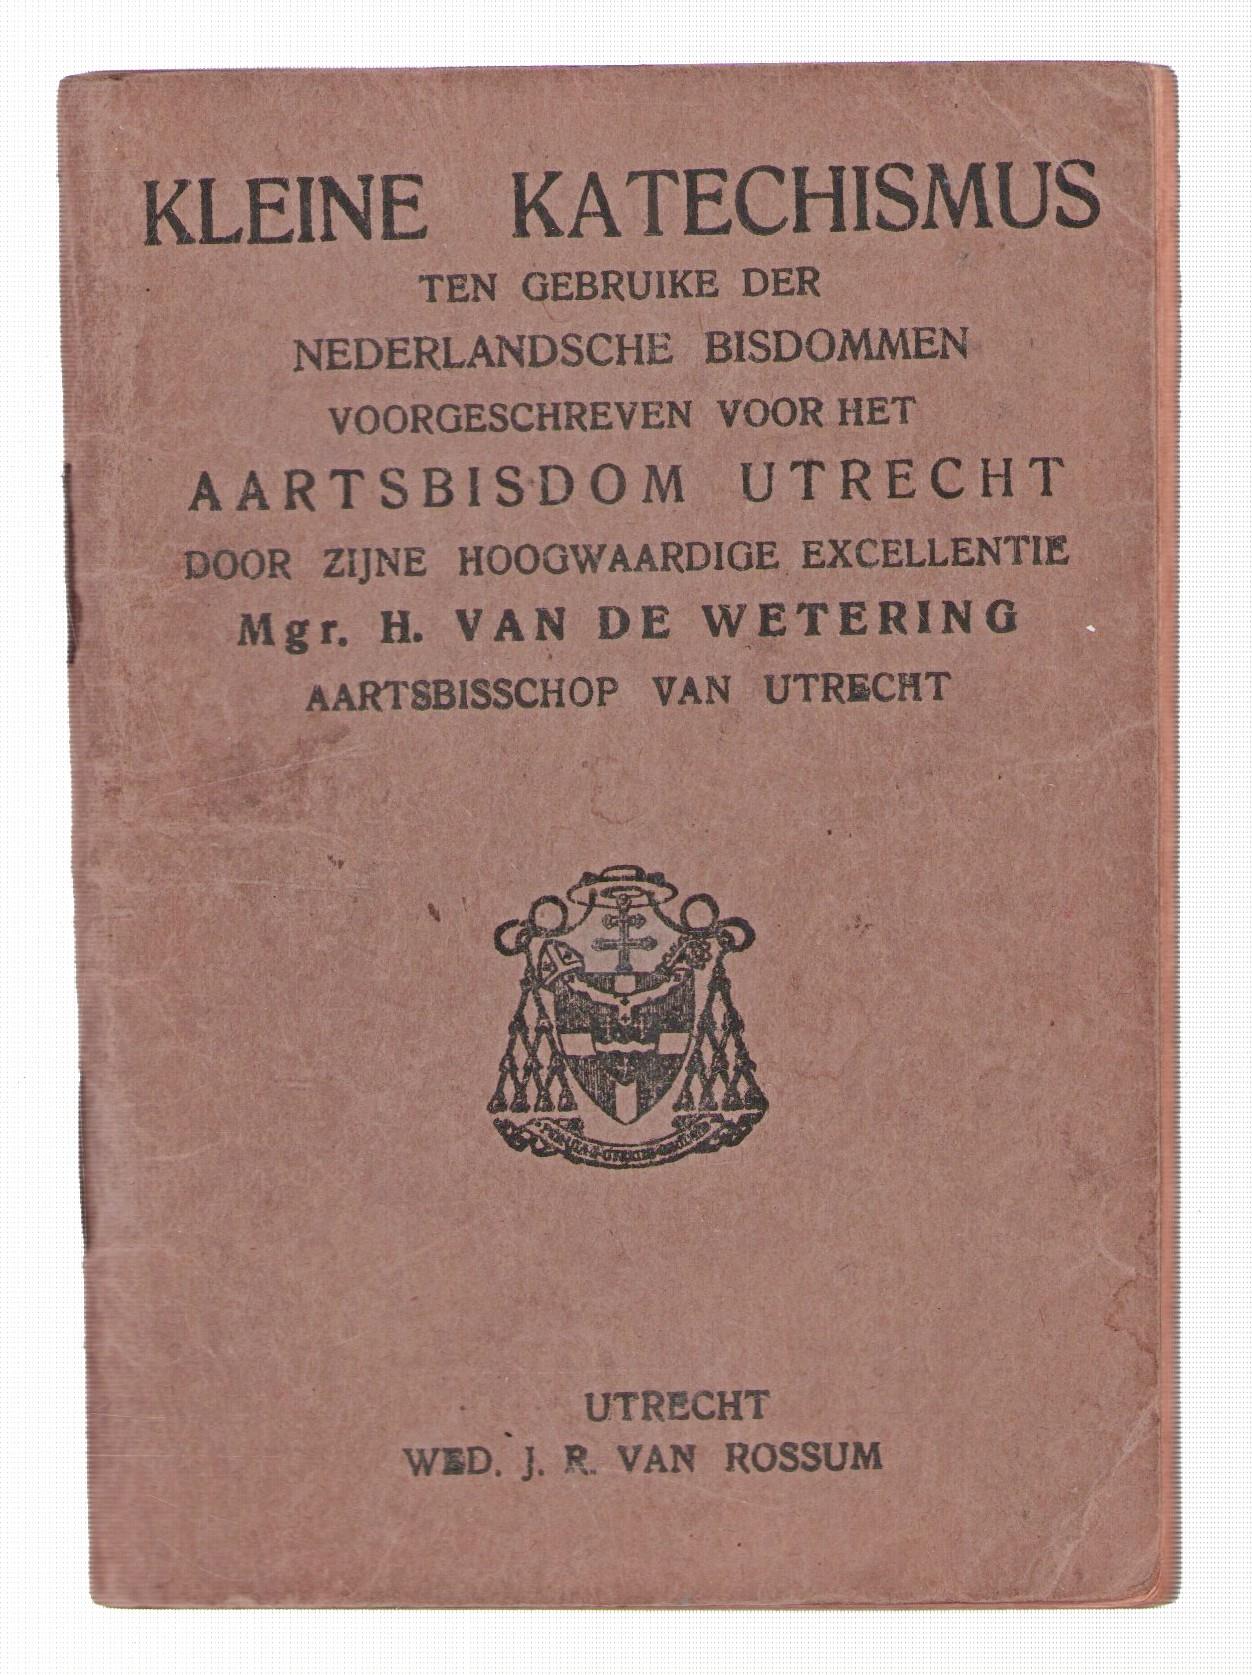 KLEINE KATECHISMUS
TEN GEBRUIKE DER
NEDERLANDSCHE BISDOMMEN
VOORGESCHREVEN VOOR HET
AARTSBISDOM UTRECHT
DOOR ZIJNE HOOGWAARDIGE EXCELLENTIE
Mgr. H. VAN DE WETERING
AARTSBISSCHOP VAN UTRECHT
UTRECHT
WED. J. R. VAN ROSSUM